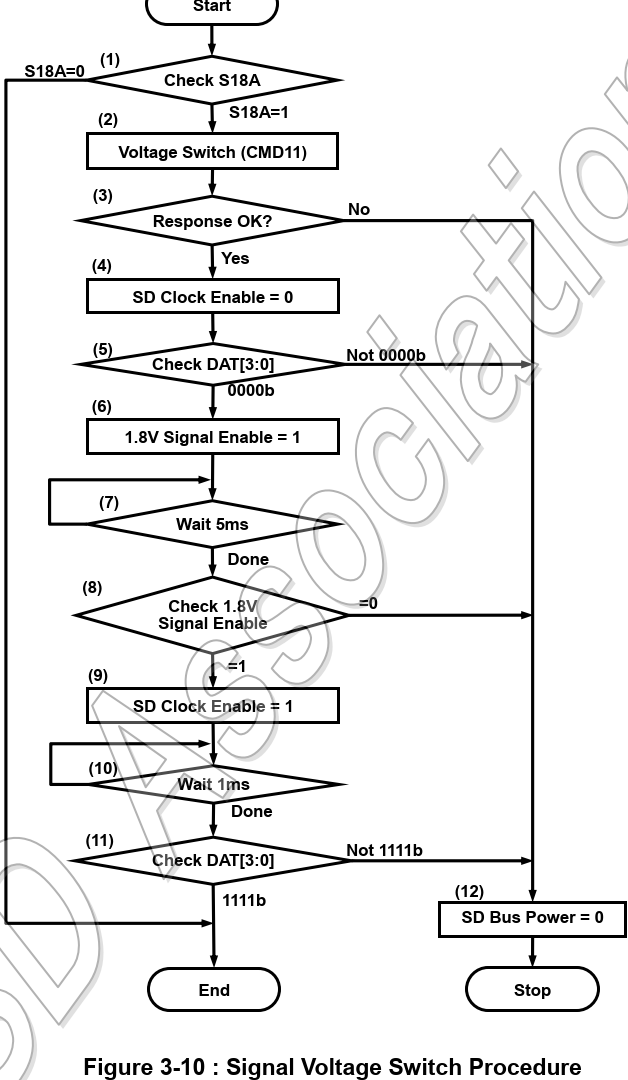 Start
(1)
S18A=0
Check S18A
S18A=1
(2)
Voltage Switch (CMD11)
(3)
No
Response OK?
Yes
(4)
SD Clock Enable = 0
(5)
Not 0000b
Check DAT[3:0]
0000b
(6)
1.8V Signal Enable = 1
(7)
Wait 5ms
Done
(8)
=0
Check 1.8V
Signal Enable
=1
(9)
SD Clock Enable = 1
(10)
Wait 1ms
Done
(11)
Not 1111b
Check DAT[3:0]
1111b
(12)
SD Bus Power = 0
End
Stop
Figure 3-10 : Signal Voltage Switch Procedure
SD Association